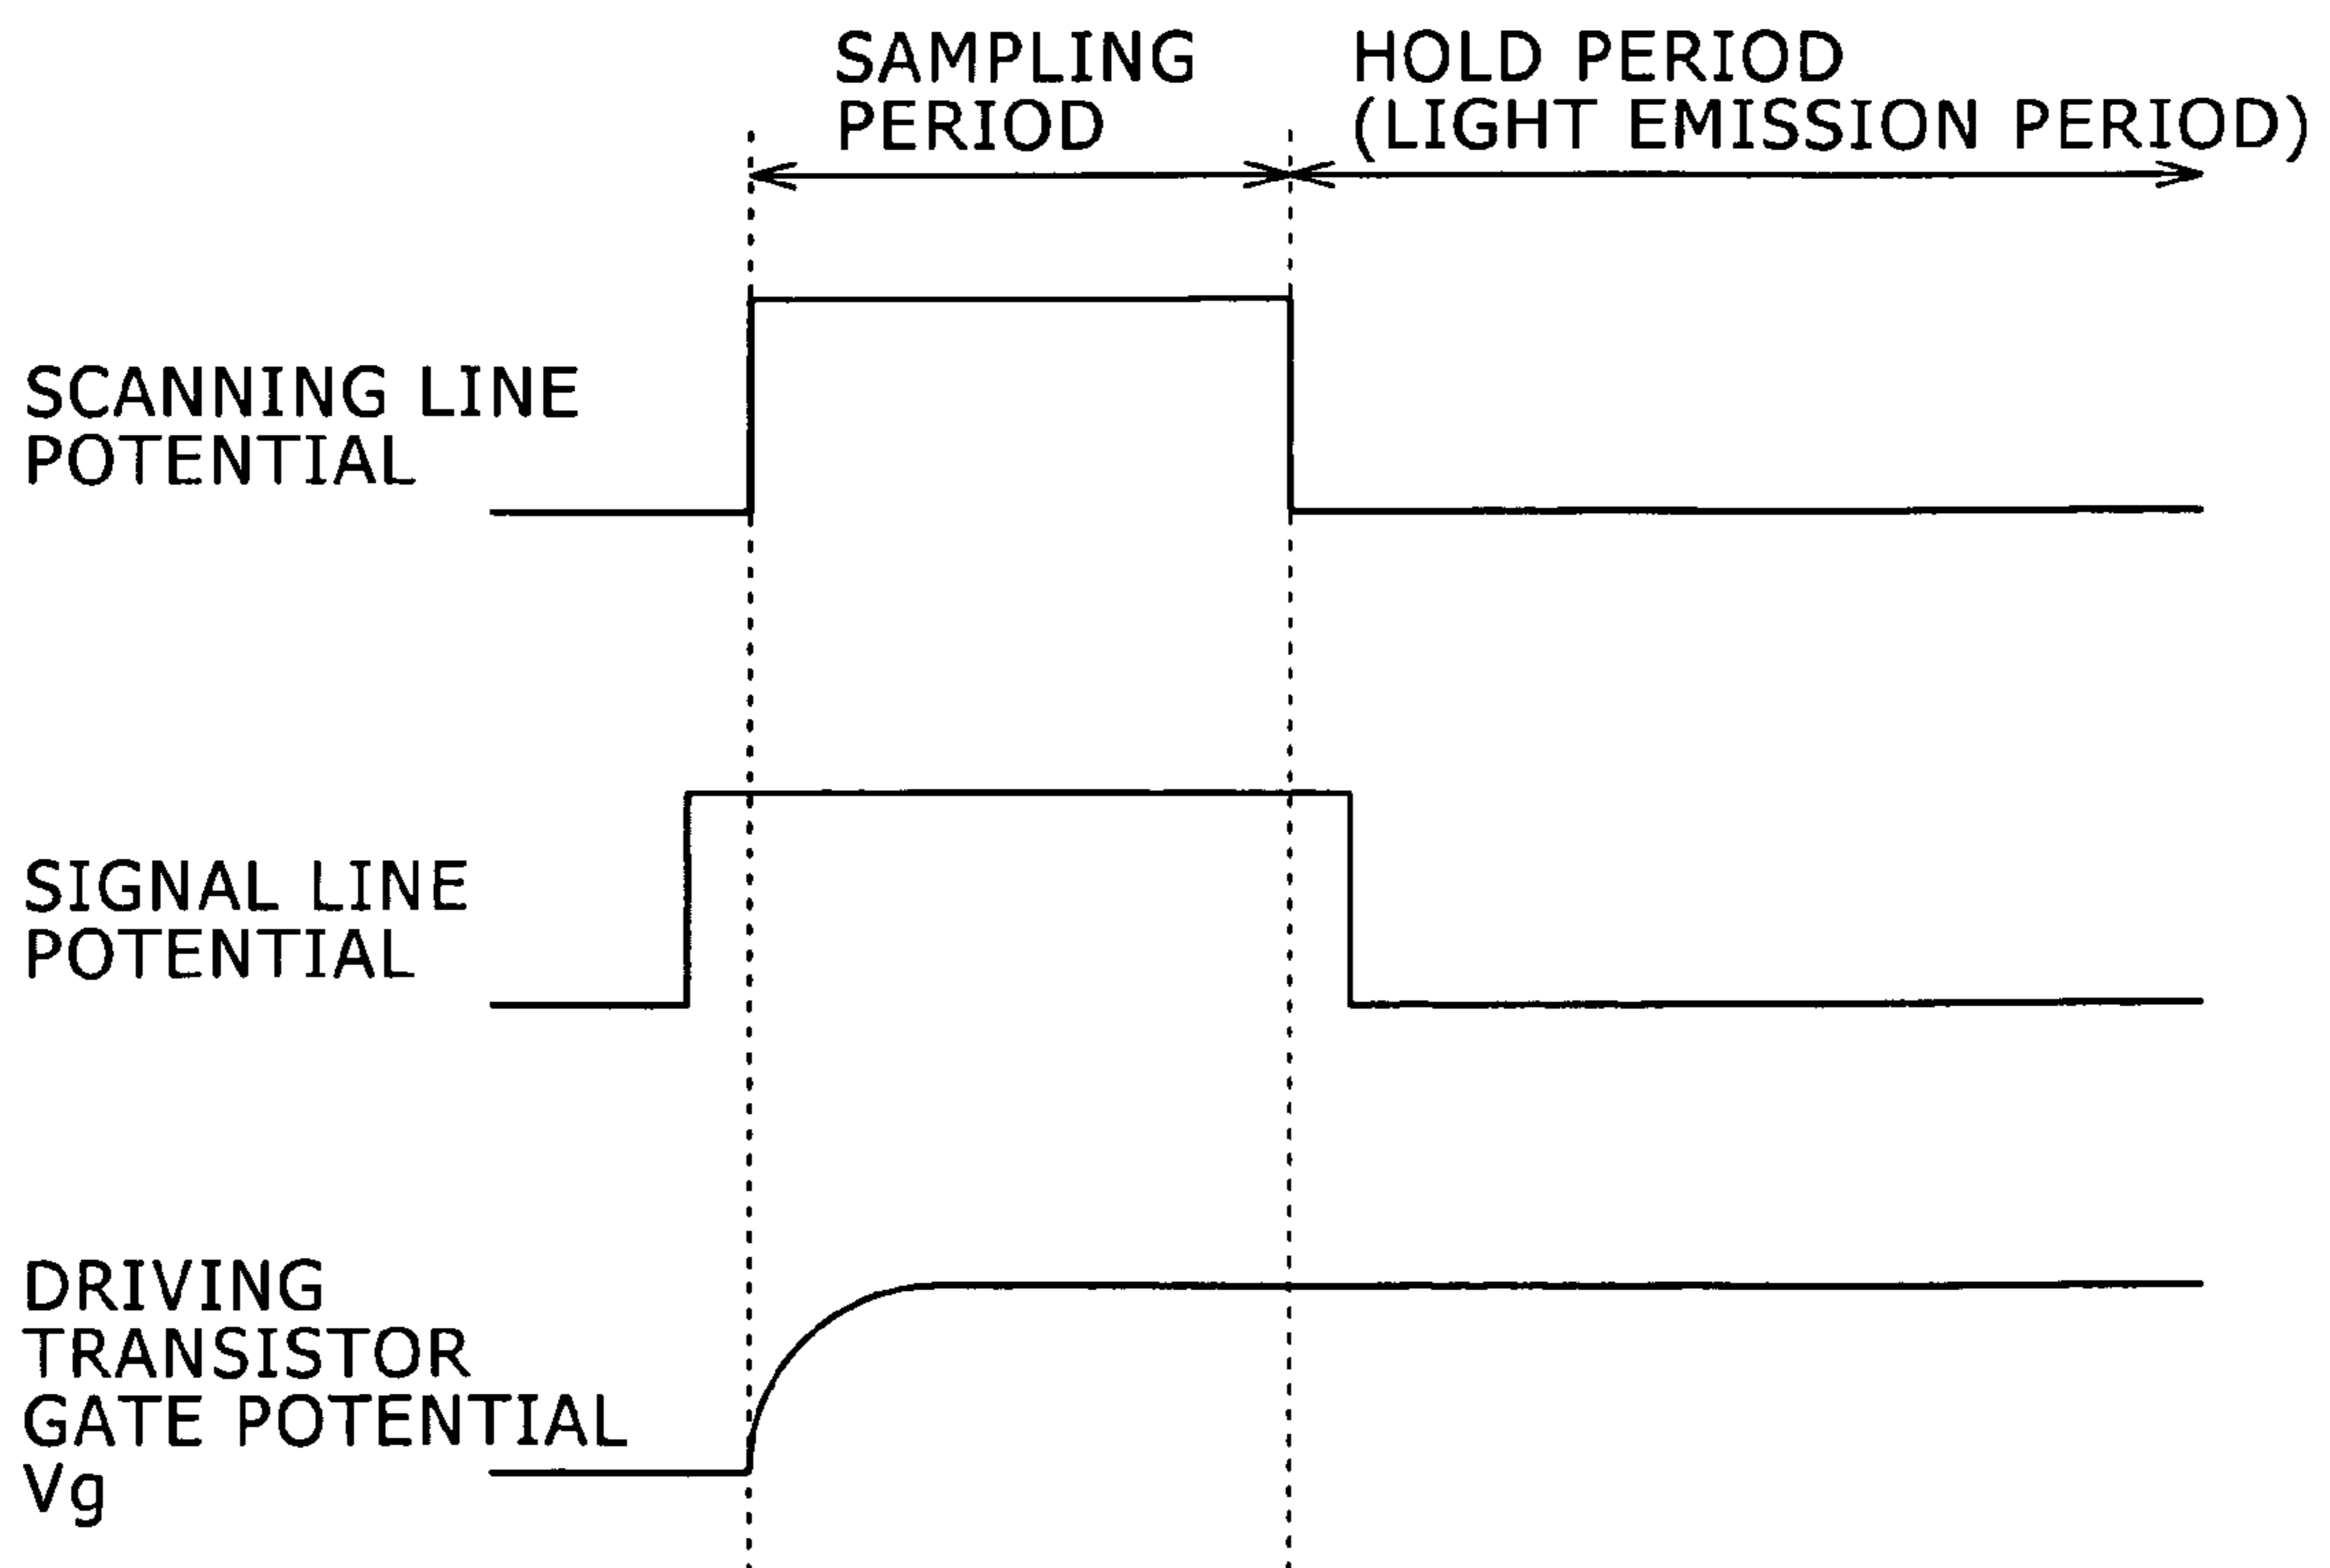 SAMPLING
PERIOD
HOLD PERIOD
(LIGHT EMISSION PERIOD)
SCANNING LINE
POTENTIAL
SIGNAL LINE
POTENTIAL
DRIVING
TRANSISTOR
GATE POTENTIAL
Vg